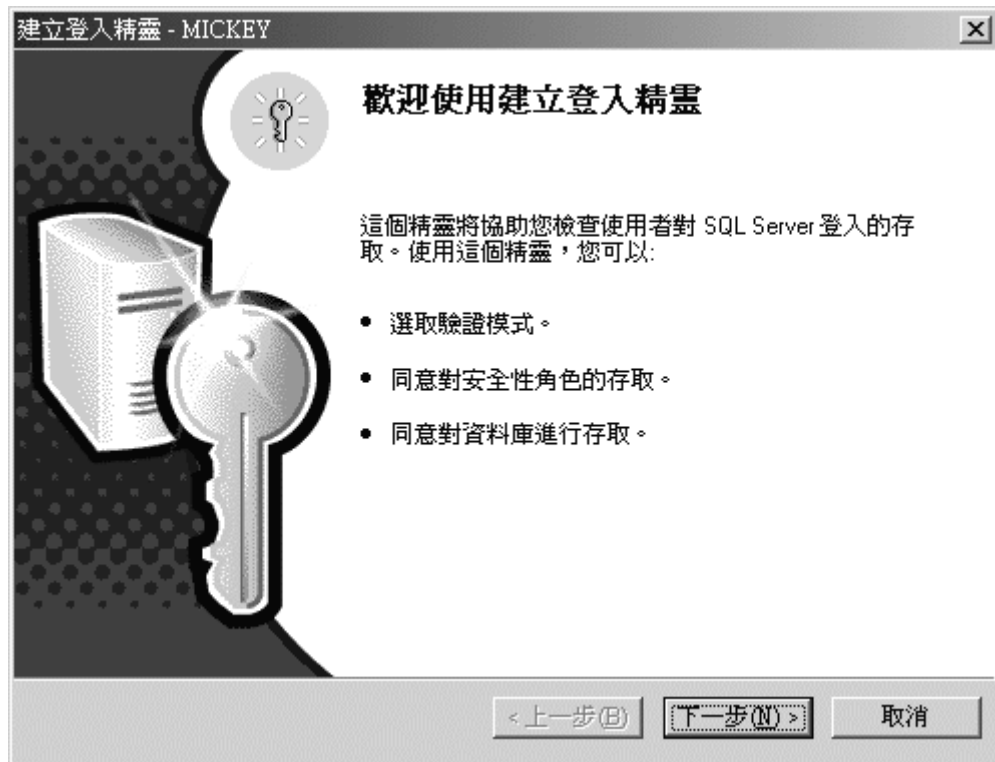 建立登入精靈 - MICKEY
歡迎使用建立登入精靈
這個精靈將協助您檢查使用者對 SQL Server 登入的存
取。使用這個精靈，您可以:
• 選取驗證模式。
• 同意對安全性角色的存取。
• 同意對資料庫進行存取。
<上一步(B)
下一步(N) >
取消